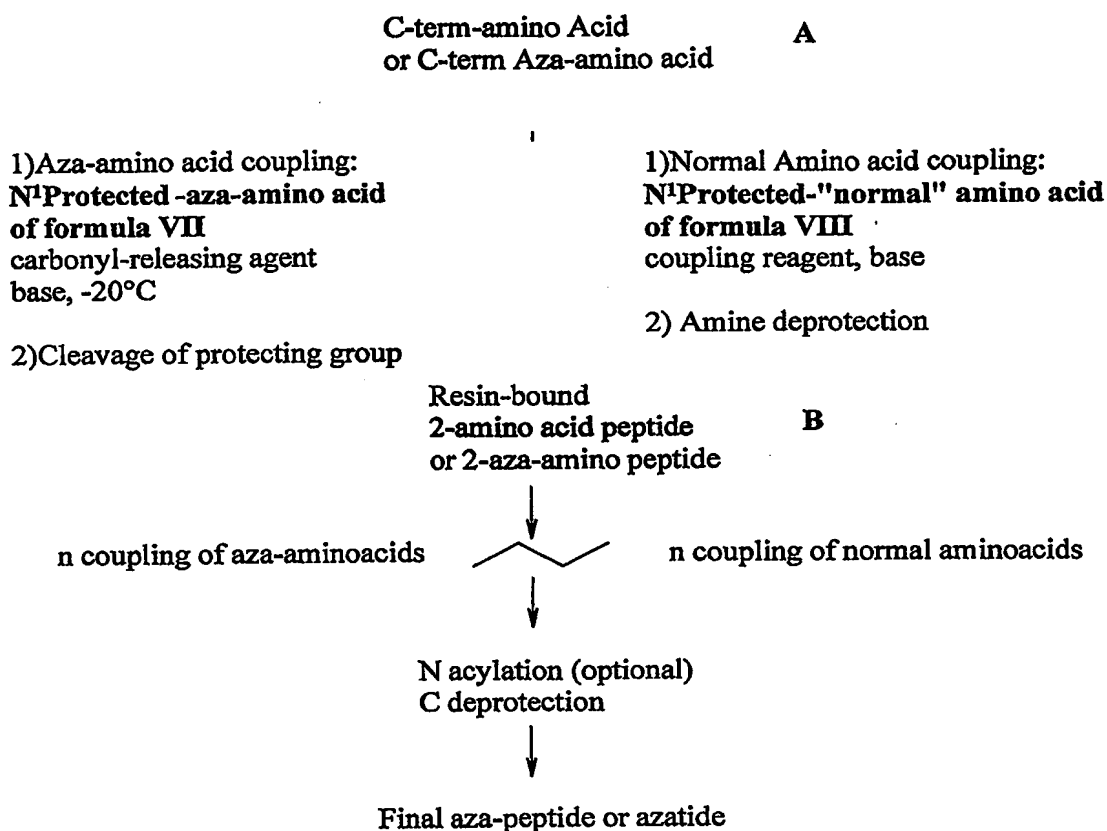 C-term-amino Acid
or C-term Aza-amino acid
A
1)Aza-amino acid coupling:
N¹Protected -aza-amino acid
of formula VII
carbonyl-releasing agent
base, -20°C
2)Cleavage of protecting group
1)Normal Amino acid coupling:
N¹Protected-"normal" amino acid
of formula VIII
coupling reagent, base
2) Amine deprotection
Resin-bound
2-amino acid peptide
or 2-aza-amino peptide
B
n coupling of aza-aminoacids
n coupling of normal aminoacids
N acylation (optional)
C deprotection
Final aza-peptide or azatide